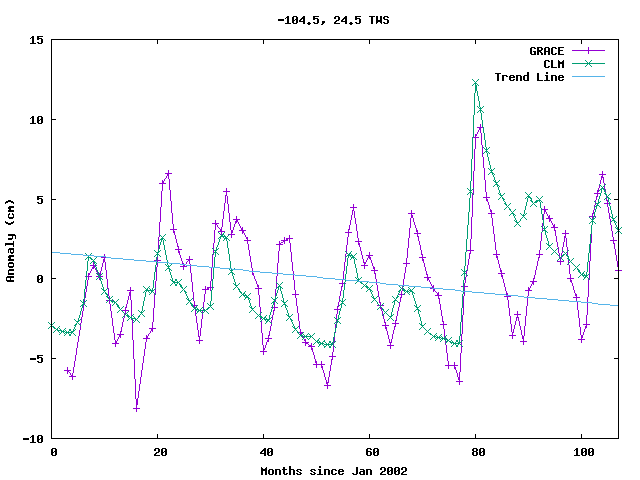 -104.5, 24.5 TWS
GRACE
CLM
Trend Line
15
10
5
0
-5
-10
Anomaly (cm)
0 20 40 60 80 100
Months since Jan 2002